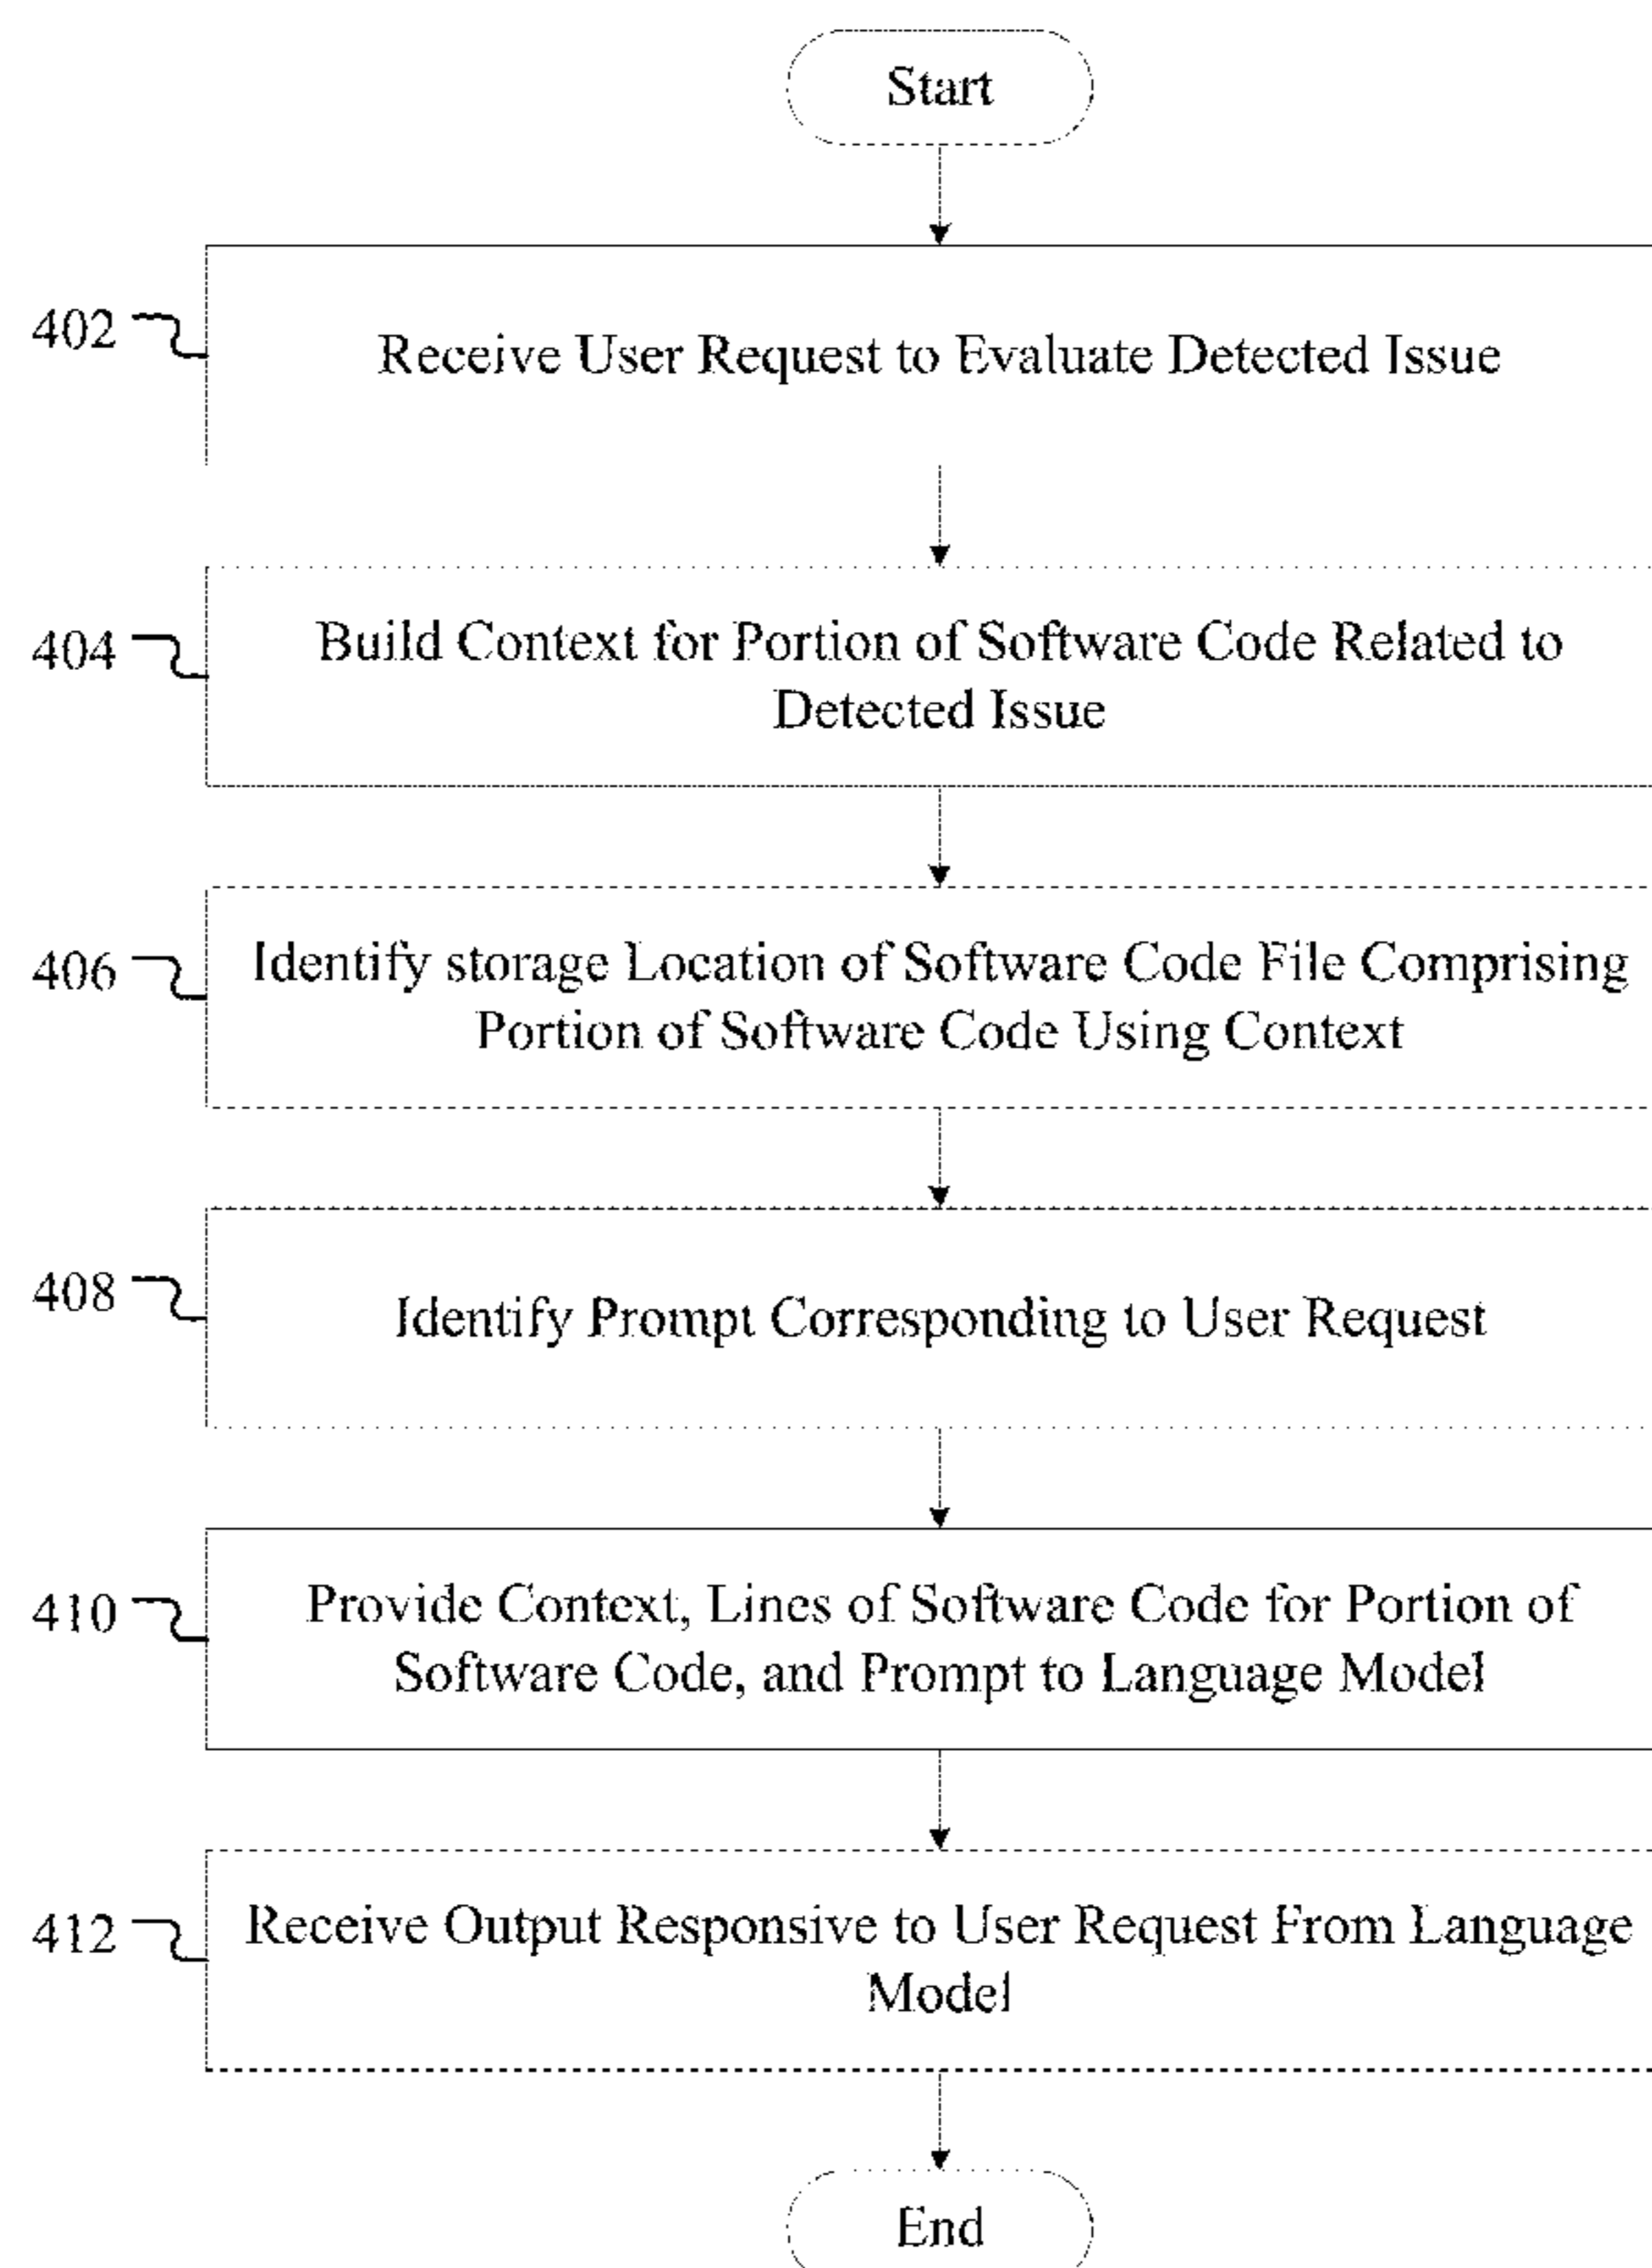 Start
402
Receive User Request to Evaluate Detected Issue
404
Build Context for Portion of Software Code Related to
Detected Issue
406
Identify storage Location of Software Code File Comprising
Portion of Software Code Using Context
408
Identify Prompt Corresponding to User Request
410
Provide Context, Lines of Software Code for Portion of
Software Code, and Prompt to Language Model
412
Receive Output Responsive to User Request From Language
Model
End